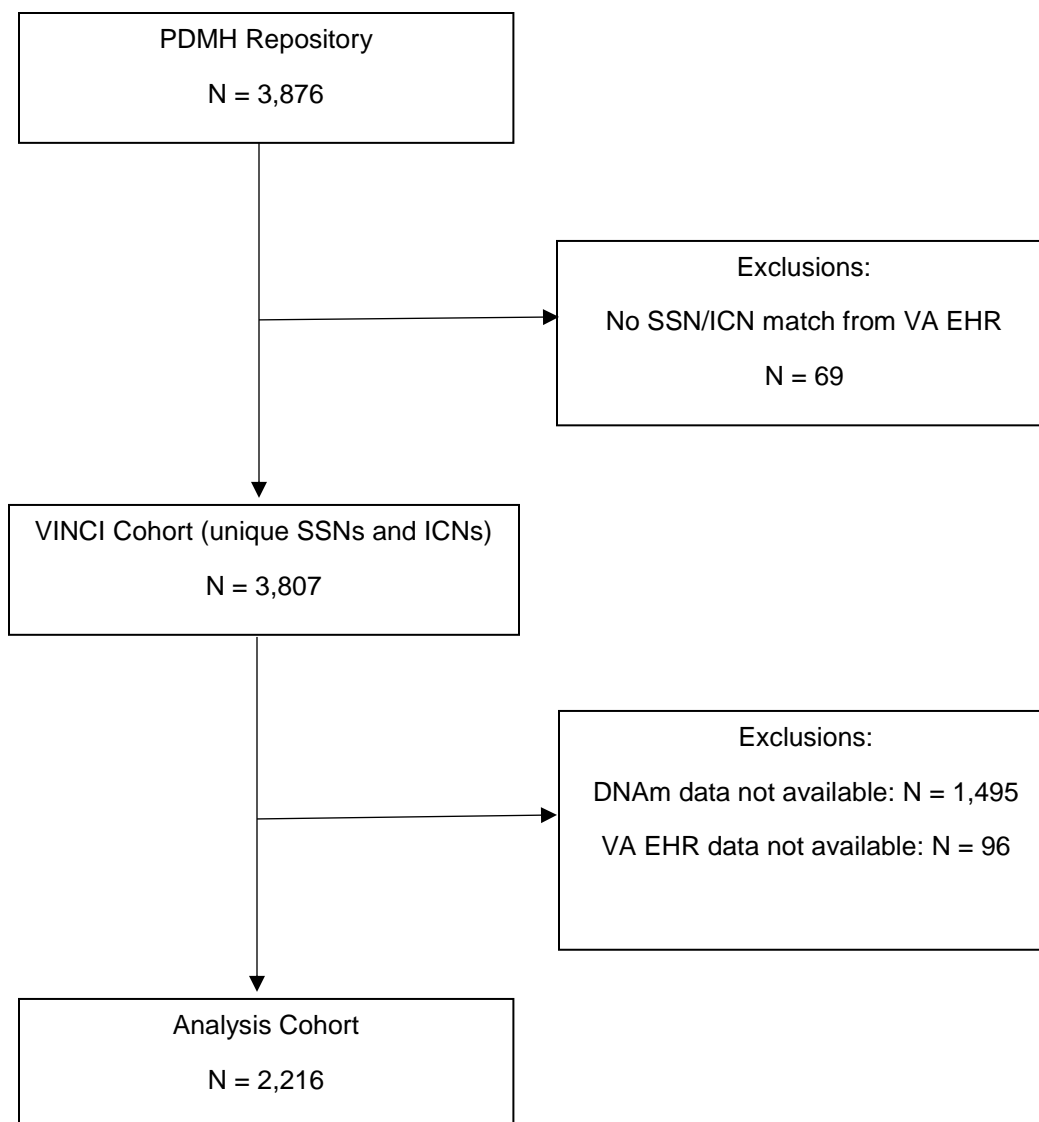 PDMH Repository
N = 3,876
Exclusions:
No SSN/ICN match from VA EHR
N = 69
VINCI Cohort (unique SSNs and ICNs)
N = 3,807
Exclusions:
DNAm data not available: N = 1,495
VA EHR data not available: N = 96
Analysis Cohort
N = 2,216